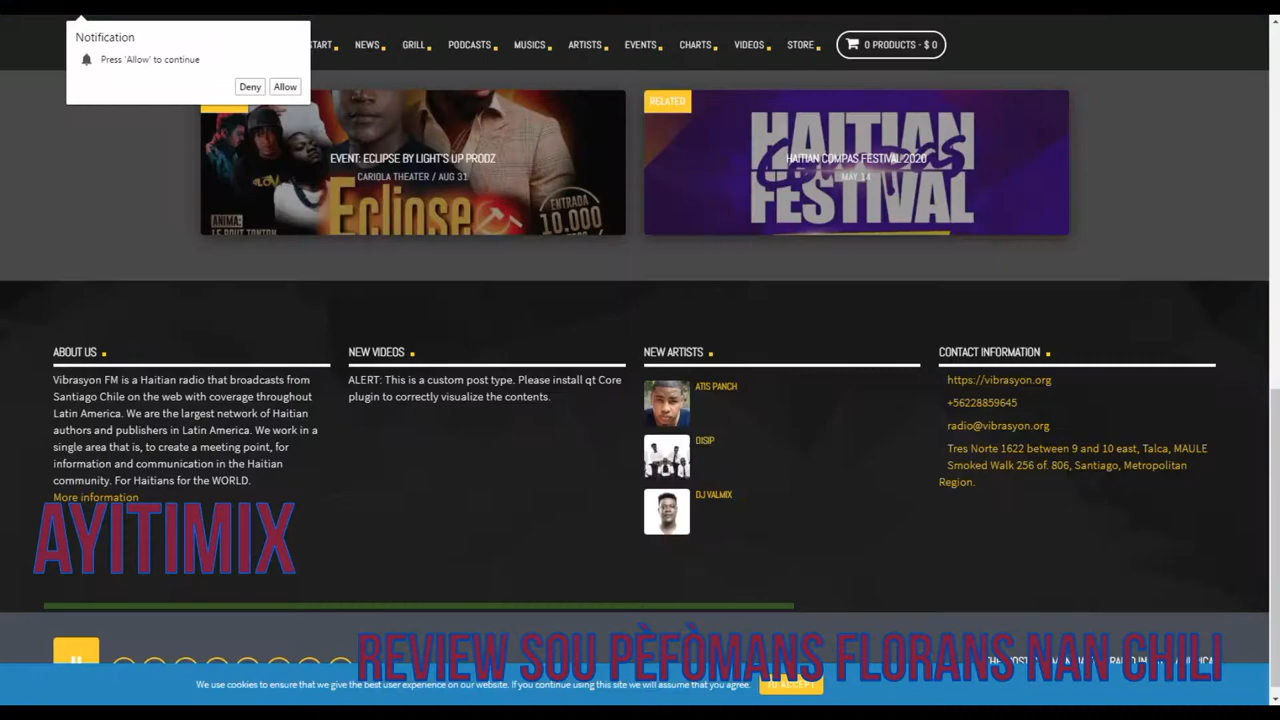 Notification
Press 'Allow' to continue
Deny Allow
START NEWS GRILL PODCASTS MUSICS ARTISTS EVENTS CHARTS VIDEOS STORE 0 PRODUCTS - $ 0
EVENT: ECLIPSE BY LIGHT'S UP PRODZ
CARIOLA THEATER / AUG 31
Eclipse
ENTRADA
10.000
ANIMA:
RELATED
HAITIAN
Compas
FESTIVAL
HAITIAN COMPAS FESTIVAL 2020
MAY 14
ABOUT US
Vibrasyon FM is a Haitian radio that broadcasts from
Santiago Chile on the web with coverage throughout
Latin America. We are the largest network of Haitian
authors and publishers in Latin America. We work in a
single area that is, to create a meeting point, for
information and communication in the Haitian
community. For Haitians for the WORLD.
More information
NEW VIDEOS
ALERT: This is a custom post type. Please install qt Core
plugin to correctly visualize the contents.
NEW ARTISTS
ATIS PANCH
DISIP
DJ VALMIX
CONTACT INFORMATION
https://vibrasyon.org
+56228859645
radio@vibrasyon.org
Tres Norte 1622 between 9 and 10 east, Talca, MAULE
Smoked Walk 256 of. 806, Santiago, Metropolitan
Region.
AYITIMIX
REVIEW SOU PÈFÒMANS FLORANS NAN CHILI
We use cookies to ensure that we give the best user experience on our website. If you continue using this site we will assume that you agree.